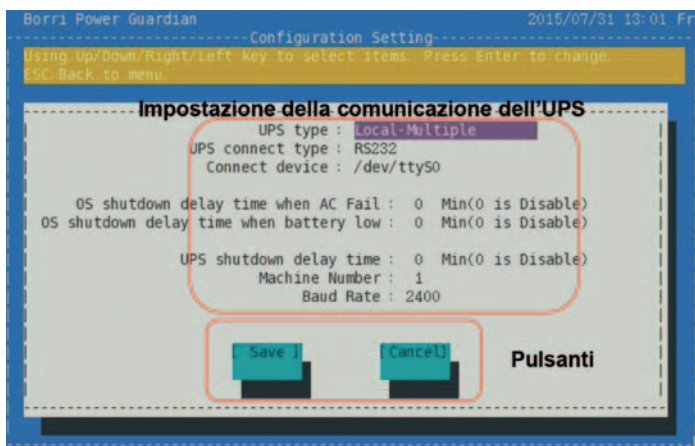 Borri Power Guardian 2015/07/31 13:01 Fr
Configuration Setting
Using Up/Down/Right/Left key to select items. Press Enter to change.
ESC:Back to menu.
Impostazione della comunicazione dell'UPS
UPS type : Local-Multiple
UPS connect type : RS232
Connect device : /dev/ttyS0
OS shutdown delay time when AC Fail : 0 Min(0 is Disable)
OS shutdown delay time when battery low : 0 Min(0 is Disable)
UPS shutdown delay time : 0 Min(0 is Disable)
Machine Number : 1
Baud Rate : 2400
[ Save ] [Cancel]
Pulsanti